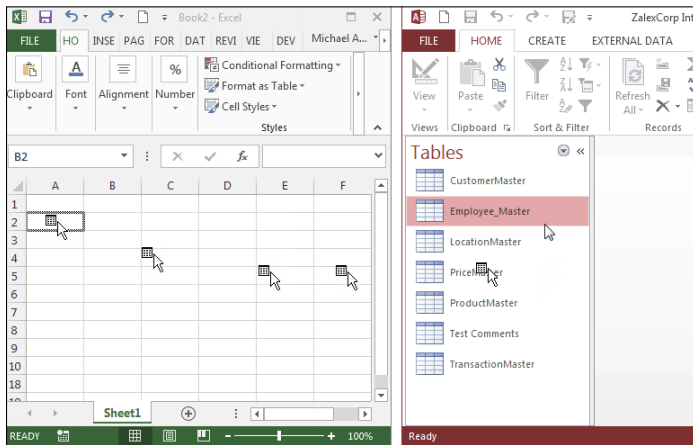 Book2 - Excel
FILE HO INSE PAG FOR DAT REVI VIE DEV Michael A...
Clipboard Font Alignment Number
%
Conditional Formatting
Format as Table
Cell Styles
Styles
B2 fx
A B C D E F
1
2
3
4
5
6
7
8
9
10
18
Sheet1
READY 100%
ZalexCorp Int
FILE HOME CREATE EXTERNAL DATA
View Paste Filter Refresh All
Views Clipboard Sort & Filter Records
Tables
CustomerMaster
Employee_Master
LocationMaster
ProductMaster
Test Comments
TransactionMaster
Ready